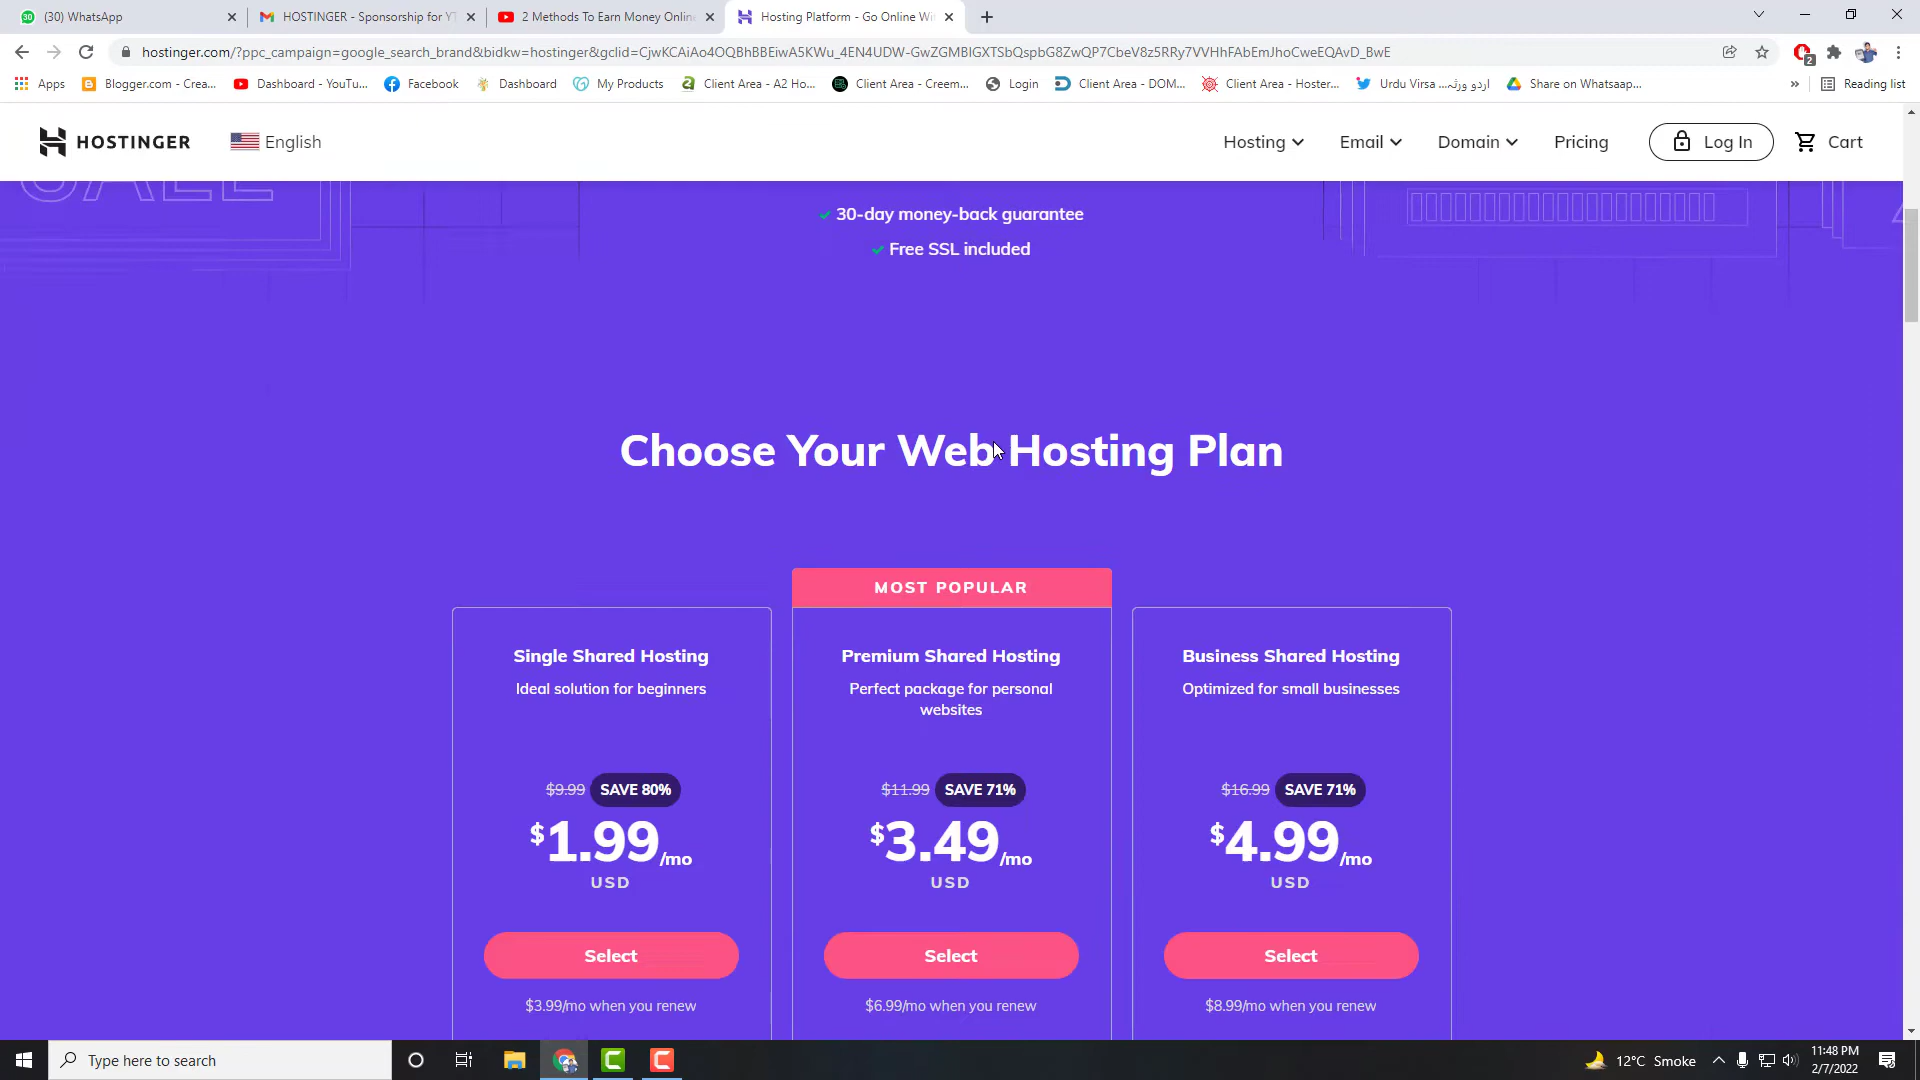 (30) WhatsApp
HOSTINGER - Sponsorship for YT
2 Methods To Earn Money Online
Hosting Platform - Go Online Wi
hostinger.com/?ppc_campaign=google_search_brand&bidkw=hostinger&gclid=CjwKCAiAo4OQBhBBEiwA5KWu_4EN4UDW-GwZGMBlGXTSbQspbG8ZwQP7CbeV8z5RRy7VVHhFAbEmJhoCweEQAvD_BwE
2
Apps
Blogger.com - Crea...
Dashboard - YouTu...
Facebook
Dashboard
My Products
Client Area - A2 Ho...
Client Area - Creem...
Login
Client Area - DOM...
Client Area - Hoster...
Urdu Virsa ...اردو ورثہ
Share on Whatsaap...
»
Reading list
HOSTINGER
English
Hosting
Email
Domain
Pricing
Log In
Cart
SALE
30-day money-back guarantee
Free SSL included
Choose Your Web Hosting Plan
MOST POPULAR
Single Shared Hosting
Ideal solution for beginners
$9.99 SAVE 80%
$1.99/mo
USD
Select
$3.99/mo when you renew
Premium Shared Hosting
Perfect package for personal
websites
$11.99 SAVE 71%
$3.49/mo
USD
Select
$6.99/mo when you renew
Business Shared Hosting
Optimized for small businesses
$16.99 SAVE 71%
$4.99/mo
USD
Select
$8.99/mo when you renew
Type here to search
12°C Smoke
11:48 PM
2/7/2022